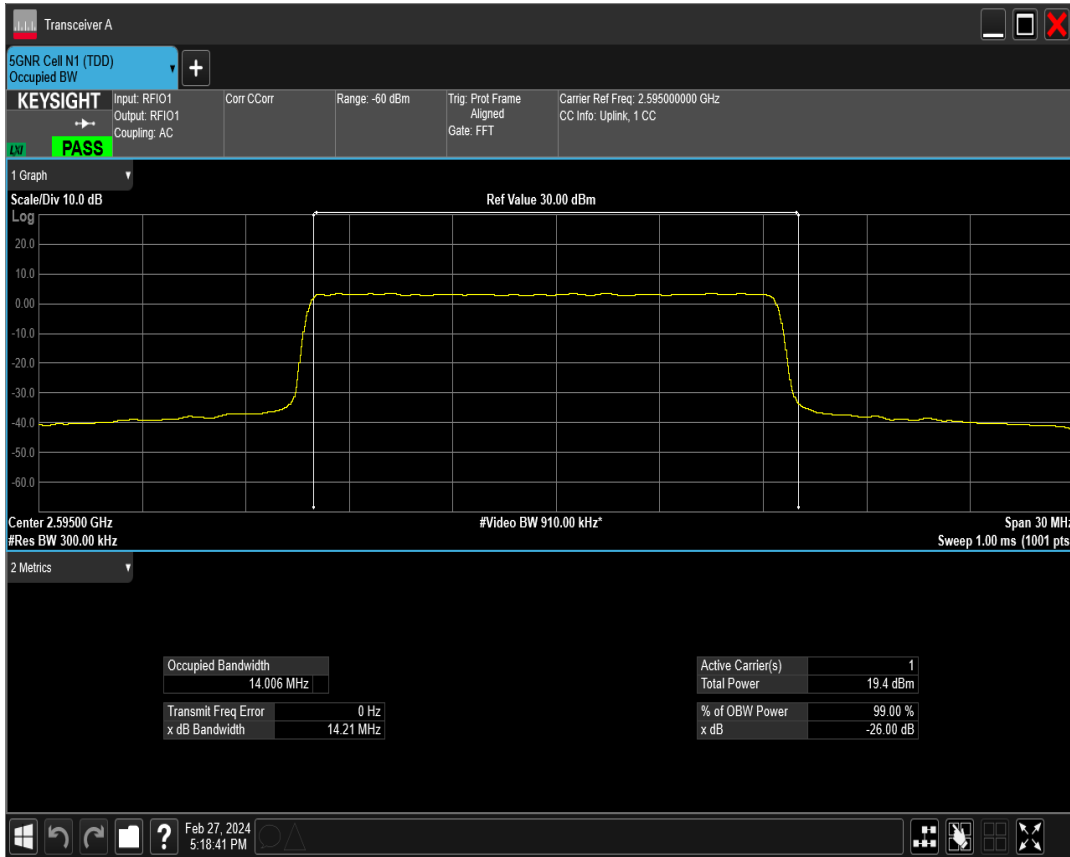 Transceiver A
5GNR Cell N1 (TDD)
Occupied BW
+
KEYSIGHT
LXI
PASS
Input: RFIO1
Output: RFIO1
Coupling: AC
Corr CCorr
Range: -60 dBm
Trig: Prot Frame
Aligned
Gate: FFT
Carrier Ref Freq: 2.595000000 GHz
CC Info: Uplink, 1 CC
1 Graph
Scale/Div 10.0 dB
Ref Value 30.00 dBm
Log
20.0
10.0
0.00
-10.0
-20.0
-30.0
-40.0
-50.0
-60.0
Center 2.59500 GHz
#Video BW 910.00 kHz*
Span 30 MHz
#Res BW 300.00 kHz
Sweep 1.00 ms (1001 pts
2 Metrics
Occupied Bandwidth
14.006 MHz
Transmit Freq Error 0 Hz
x dB Bandwidth 14.21 MHz
Active Carrier(s) 1
Total Power 19.4 dBm
% of OBW Power 99.00 %
x dB -26.00 dB
?
Feb 27, 2024
5:18:41 PM